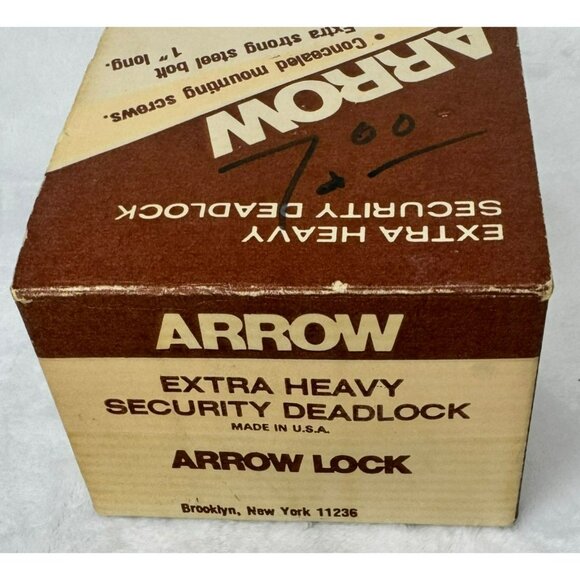 ARROW
• Concealed mounting screws.
Extra strong steel bolt
1" long.
7.00
EXTRA HEAVY
SECURITY DEADLOCK
ARROW
EXTRA HEAVY
SECURITY DEADLOCK
MADE IN U.S.A.
ARROW LOCK
Brooklyn, New York 11236